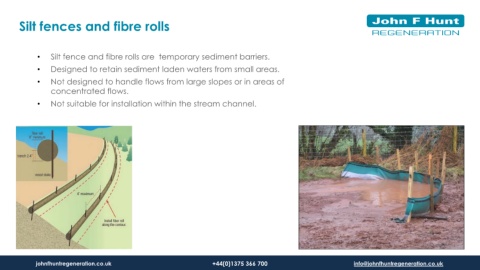 Silt fences and fibre rolls
John F Hunt
REGENERATION
• Silt fence and fibre rolls are temporary sediment barriers.
• Designed to retain sediment laden waters from small areas.
• Not designed to handle flows from large slopes or in areas of
concentrated flows.
• Not suitable for installation within the stream channel.
johnfhuntregeneration.co.uk
+44(0)1375 366 700
info@johnfhuntregeneration.co.uk